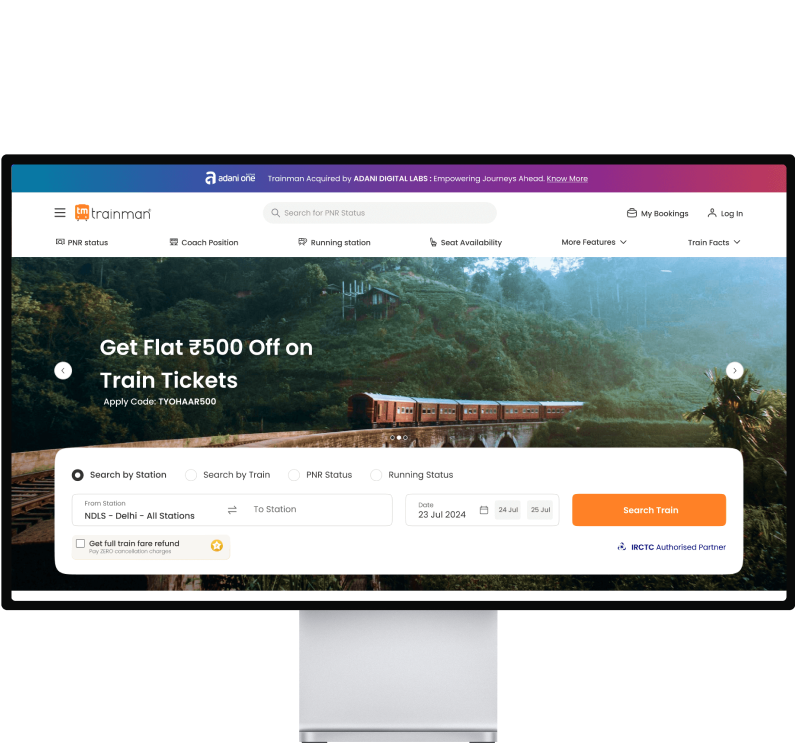 adani one Trainman Acquired by ADANI DIGITAL LABS : Empowering Journeys Ahead. Know More
tm trainman Search for PNR Status My Bookings Log In
PNR status Coach Position Running station Seat Availability More Features Train Facts
Get Flat ₹500 Off on
Train Tickets
Apply Code: TYOHAAR500
Search by Station Search by Train PNR Status Running Status
From Station
NDLS - Delhi - All Stations
To Station
Date
23 Jul 2024
24 Jul 25 Jul
Search Train
Get full train fare refund
Pay ZERO cancellation charges
IRCTC Authorised Partner